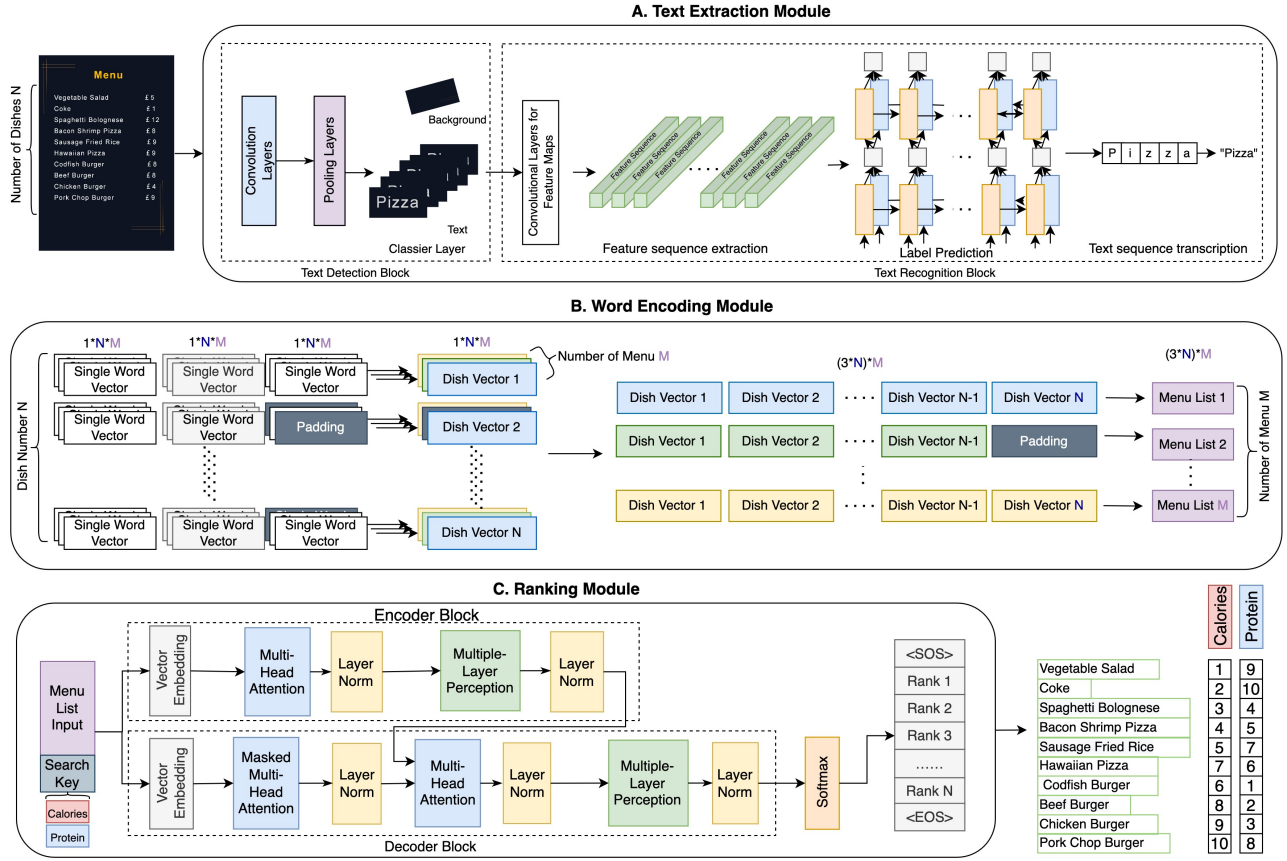 A. Text Extraction Module
Number of Dishes N
Menu
Vegetable Salad £ 5
Coke £ 1
Spaghetti Bolognese £ 12
Bacon Shrimp Pizza £ 8
Sausage Fried Rice £ 9
Hawaiian Pizza £ 9
Codfish Burger £ 8
Beef Burger £ 8
Chicken Burger £ 4
Pork Chop Burger £ 9
Convolution
Layers
Pooling Layers
Background
Pizza
Text
Classier Layer
Text Detection Block
Convolutional Layers for
Feature Maps
Feature Sequence
Feature Sequence
Feature Sequence
Feature Sequence
Feature Sequence
Feature Sequence
Feature sequence extraction
Label Prediction
P i z z a
"Pizza"
Text sequence transcription
Text Recognition Block
B. Word Encoding Module
Dish Number N
1*N*M 1*N*M 1*N*M 1*N*M
Single Word
Vector
Single Word
Vector
Single Word
Vector
Dish Vector 1
Number of Menu M
Single Word
Vector
Single Word
Vector
Padding
Dish Vector 2
Single Word
Vector
Single Word
Vector
Single Word
Vector
Dish Vector N
(3*N)*M (3*N)*M
Dish Vector 1 Dish Vector 2 Dish Vector N-1 Dish Vector N Menu List 1
Dish Vector 1 Dish Vector 2 Dish Vector N-1 Padding Menu List 2
Dish Vector 1 Dish Vector 2 Dish Vector N-1 Dish Vector N Menu List M
Number of Menu M
C. Ranking Module
Menu
List
Input
Search
Key
Calories
Protein
Encoder Block
Vector
Embedding
Multi-
Head
Attention
Layer
Norm
Multiple-
Layer
Perception
Layer
Norm
Vector
Embedding
Masked
Multi-
Head
Attention
Layer
Norm
Multi-
Head
Attention
Layer
Norm
Multiple-
Layer
Perception
Layer
Norm
Decoder Block
Softmax
<SOS>
Rank 1
Rank 2
Rank 3
......
Rank N
<EOS>
Calories Protein
Vegetable Salad 1 9
Coke 2 10
Spaghetti Bolognese 3 4
Bacon Shrimp Pizza 4 5
Sausage Fried Rice 5 7
Hawaiian Pizza 7 6
Codfish Burger 6 1
Beef Burger 8 2
Chicken Burger 9 3
Pork Chop Burger 10 8